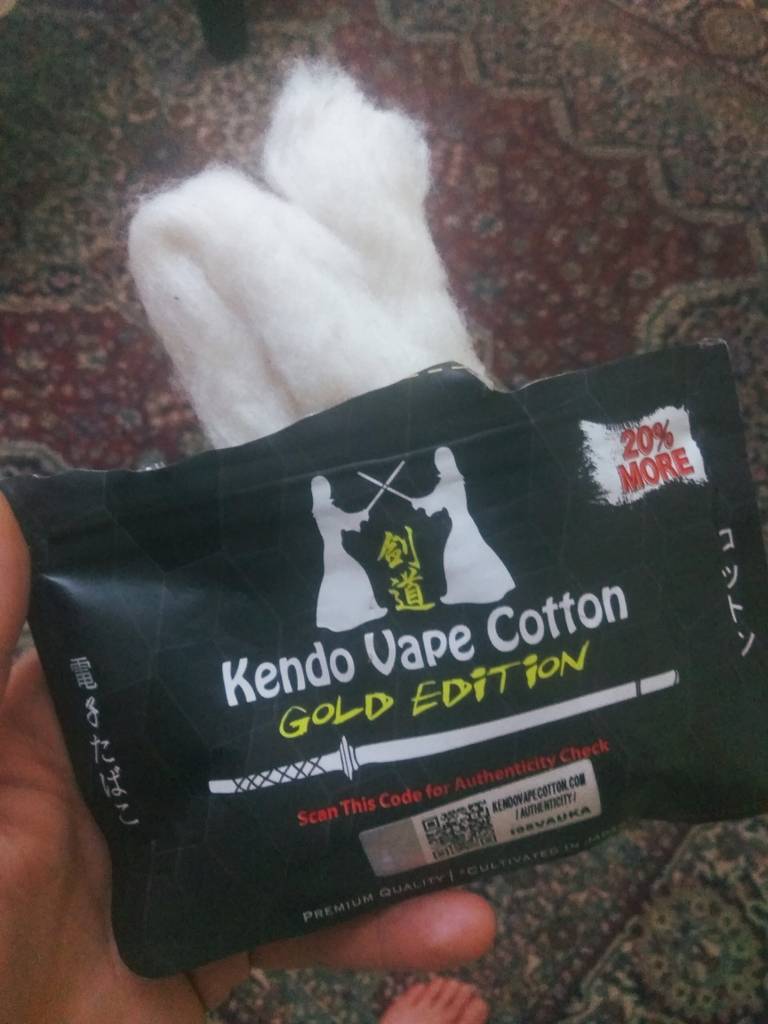 20%
MORE
剣道
コットン
Kendo Vape Cotton
GOLD EDITION
電子たばこ
Scan This Code for Authenticity Check
KENDOVAPECOTTON.COM
/AUTHENTICITY/
PREMIUM QUALITY | *CULTIVATED IN